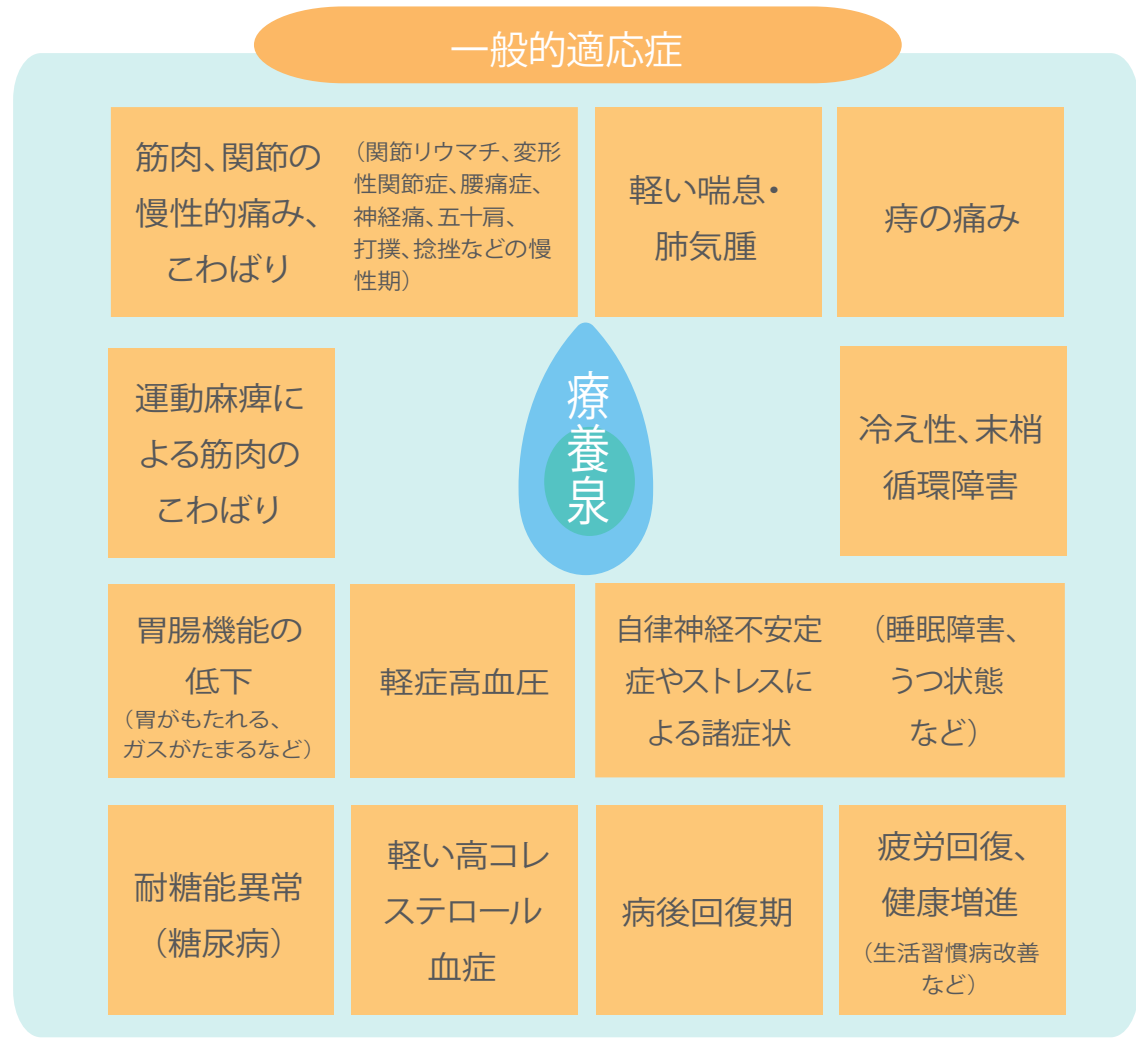 一般的適応症
筋肉、関節の
慢性的痛み、
こわばり
（関節リウマチ、変形
性関節症、腰痛症、
神経痛、五十肩、
打撲、捻挫などの慢
性期）
軽い喘息・
肺気腫
痔の痛み
運動麻痺に
よる筋肉の
こわばり
療養泉
冷え性、末梢
循環障害
胃腸機能の
低下
（胃がもたれる、
ガスがたまるなど）
軽症高血圧
自律神経不安定
症やストレスに
よる諸症状
（睡眠障害、
うつ状態
など）
耐糖能異常
（糖尿病）
軽い高コレ
ステロール
血症
病後回復期
疲労回復、
健康増進
（生活習慣病改善
など）